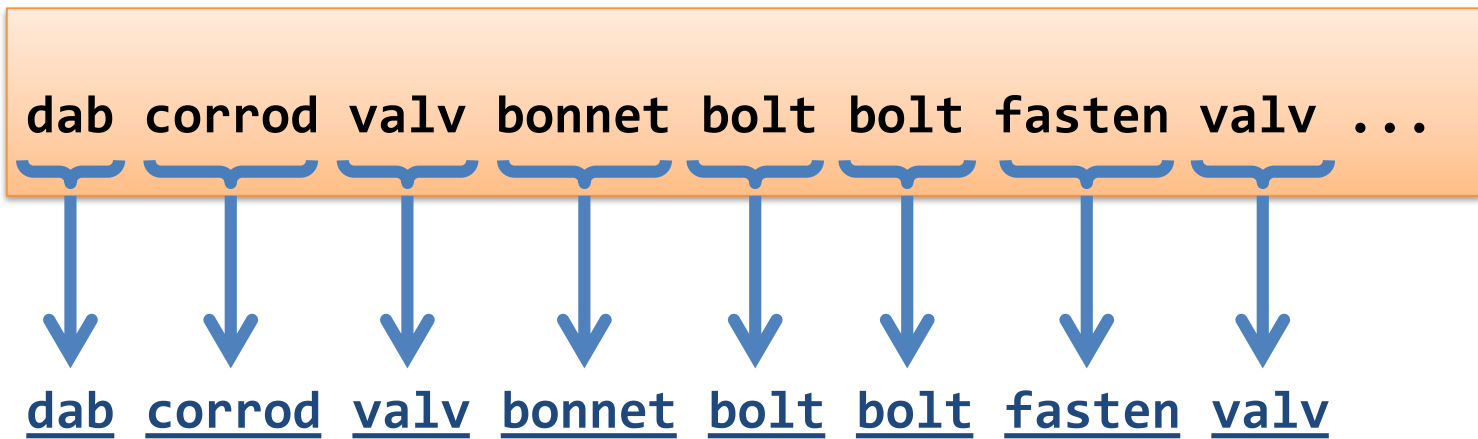 dab corrod valv bonnet bolt bolt fasten valv ...
dab corrod valv bonnet bolt bolt fasten valv